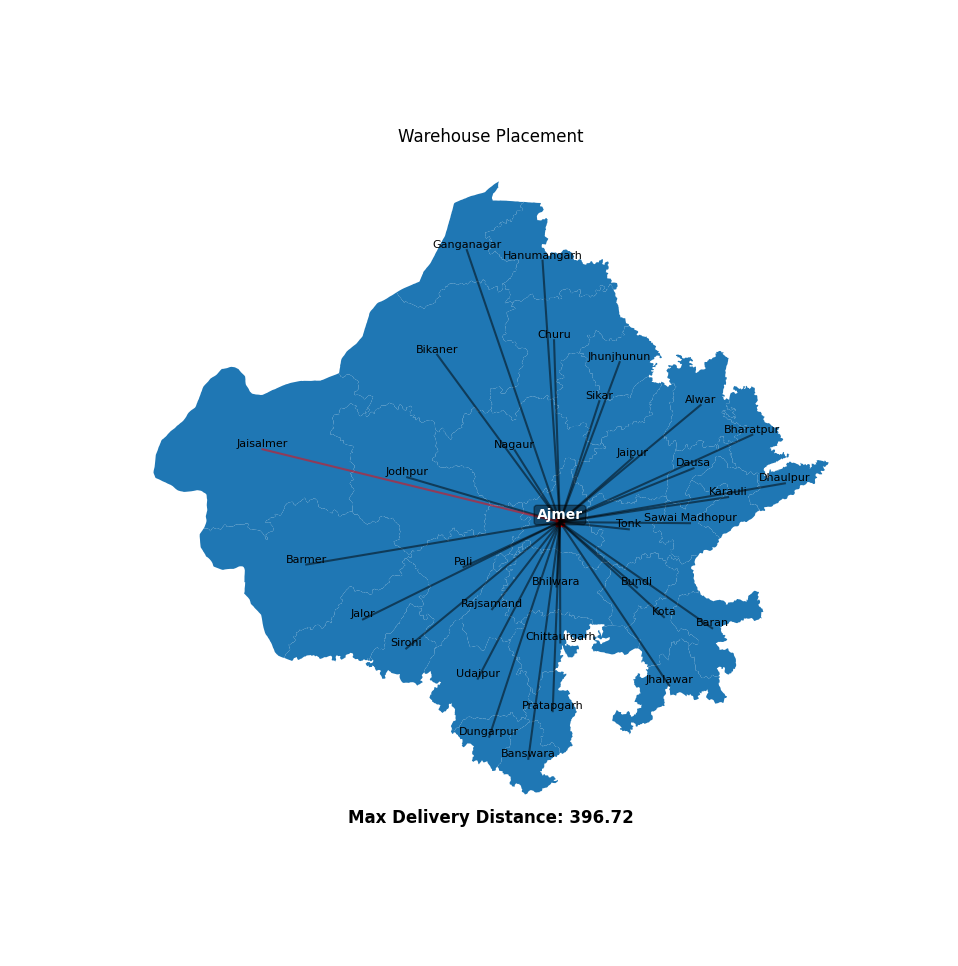 Warehouse Placement
Ganganagar
Hanumangarh
Churu
Bikaner
Jhunjhunun
Sikar
Alwar
Bharatpur
Jaisalmer
Nagaur
Jaipur
Dausa
Jodhpur
Dhaulpur
Karauli
Ajmer
Tonk
Sawai Madhopur
Barmer
Pali
Bhilwara
Bundi
Rajsamand
Jalor
Kota
Baran
Sirohi
Chittaurgarh
Udaipur
Jhalawar
Pratapgarh
Dungarpur
Banswara
Max Delivery Distance: 396.72